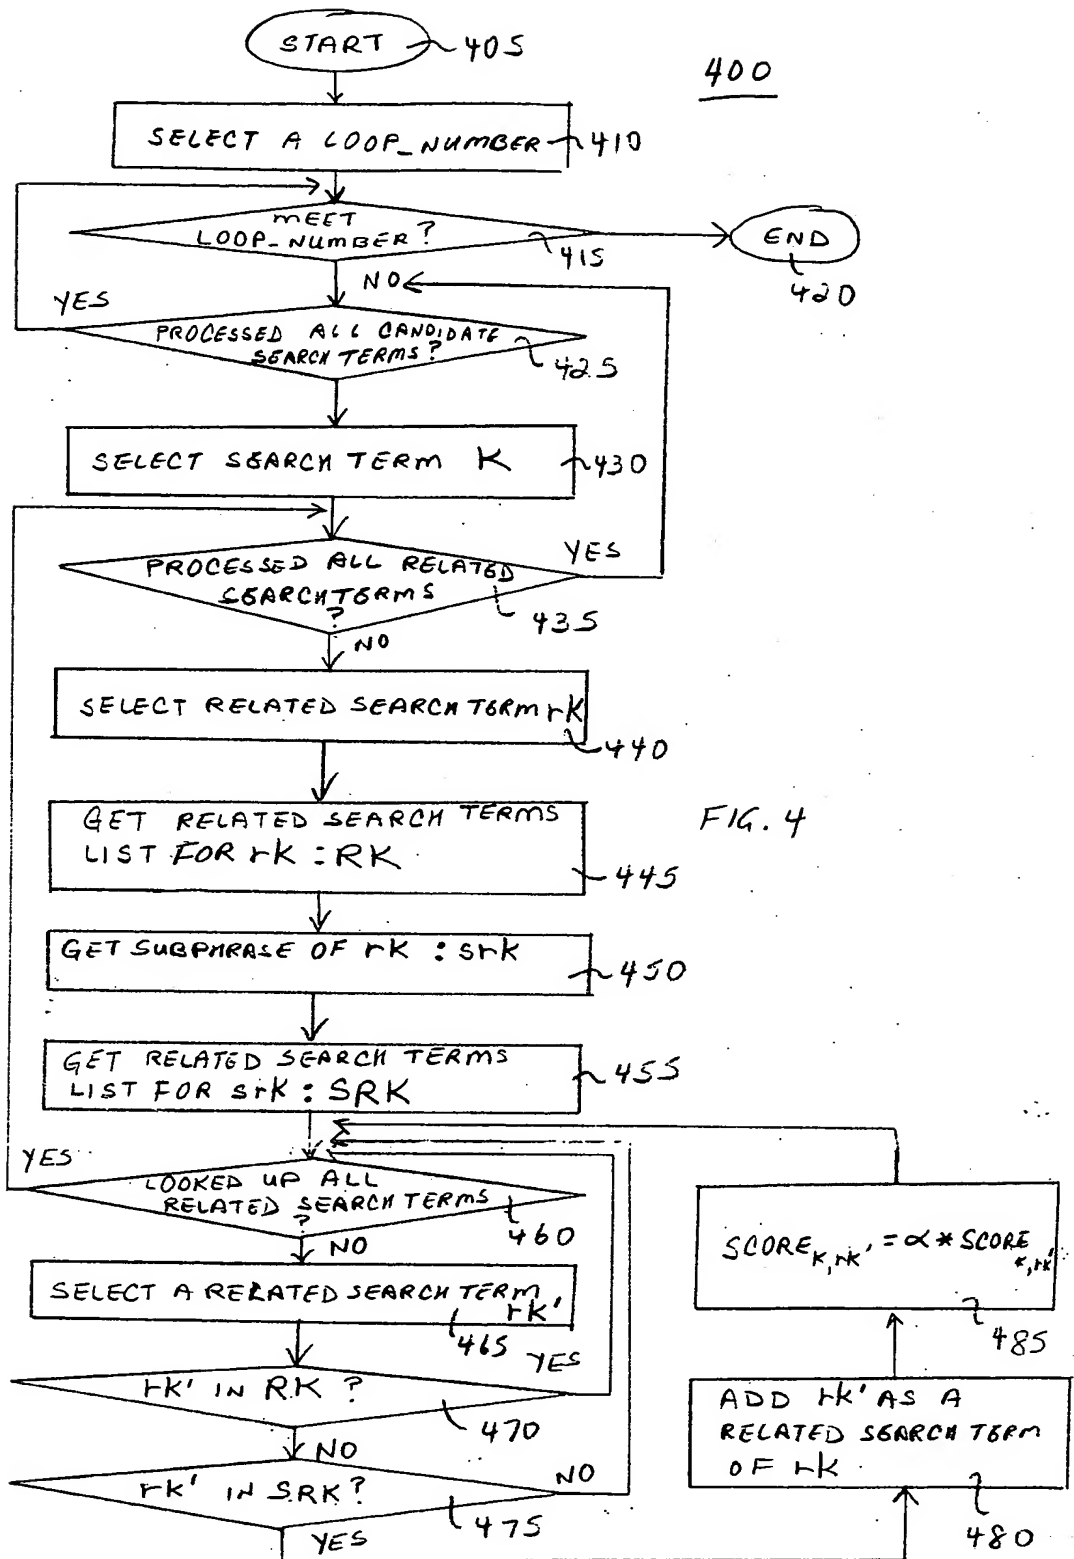 START 405
400
SELECT A LOOP_NUMBER 410
MEET
LOOP_NUMBER?
415
END
420
NO
YES
PROCESSED ALL CANDIDATE
SEARCH TERMS?
425
SELECT SEARCH TERM K 430
PROCESSED ALL RELATED
SEARCH TERMS
?
435
YES
NO
SELECT RELATED SEARCH TERM rK
440
GET RELATED SEARCH TERMS
LIST FOR rK : RK
445
FIG. 4
GET SUBPHRASE OF rK : srK
450
GET RELATED SEARCH TERMS
LIST FOR srK : SRK
455
YES
LOOKED UP ALL
RELATED SEARCH TERMS
?
460
NO
SELECT A RELATED SEARCH TERM
rK'
465
YES
rK' IN RK ?
470
NO
rK' IN SRK?
475
NO
YES
SCORE K,rK' = α * SCORE K,rK'
485
ADD rK' AS A
RELATED SEARCH TERM
OF rK
480